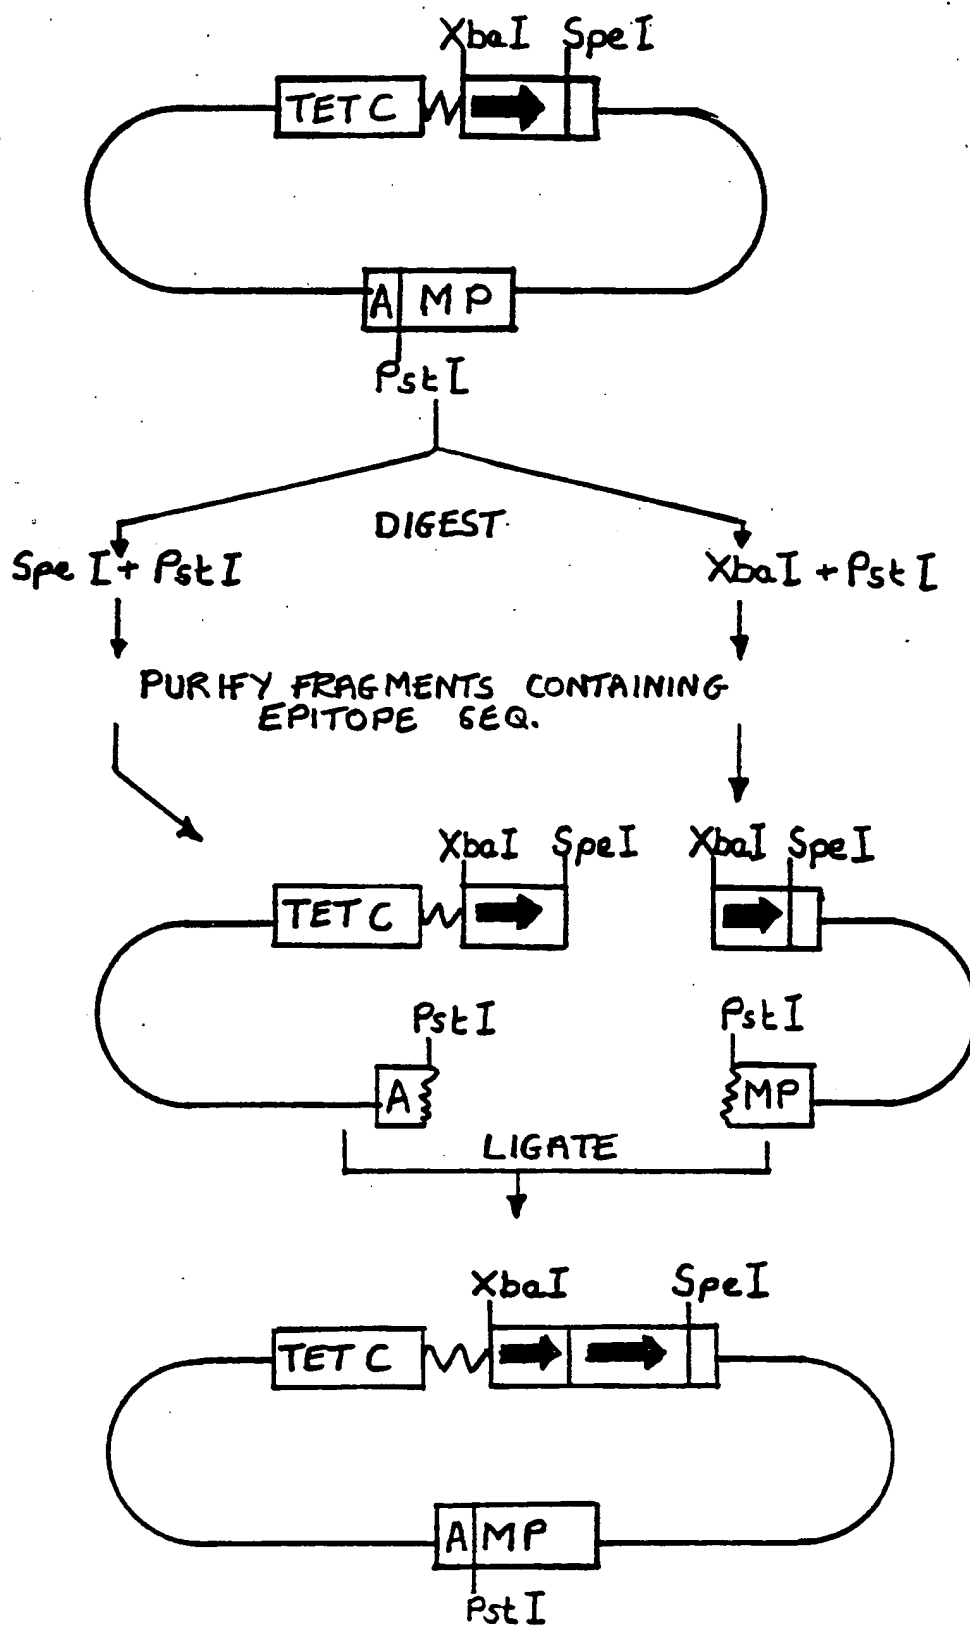 XbaI SpeI
TET C
A MP
PstI
DIGEST
Spe I + PstI XbaI + PstI
PURIFY FRAGMENTS CONTAINING
EPITOPE SEQ.
XbaI SpeI XbaI SpeI
TET C
PstI PstI
A MP
LIGATE
XbaI SpeI
TET C
A MP
PstI